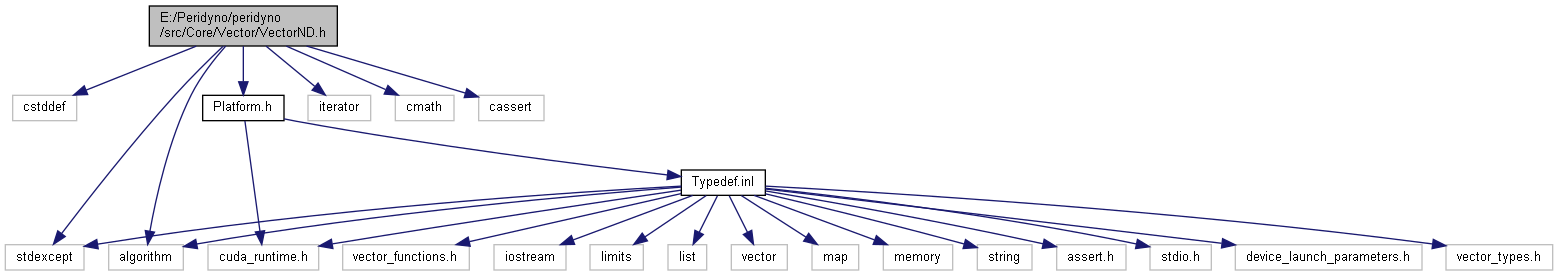 E:/Peridyno/peridyno
/src/Core/Vector/VectorND.h
cstddef
Platform.h
iterator
cmath
cassert
Typedef.inl
stdexcept
algorithm
cuda_runtime.h
vector_functions.h
iostream
limits
list
vector
map
memory
string
assert.h
stdio.h
device_launch_parameters.h
vector_types.h